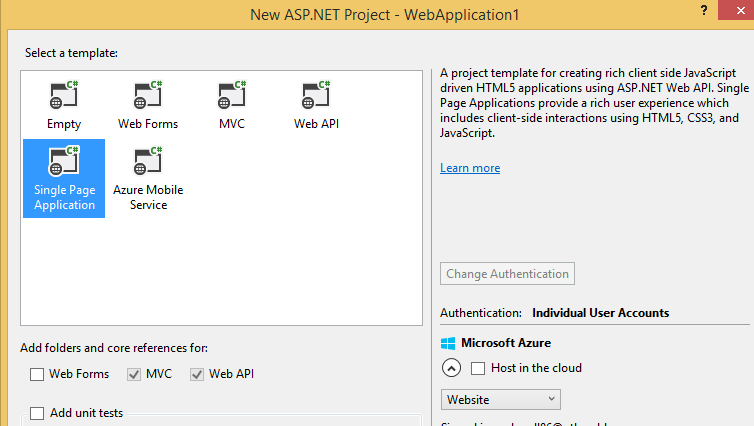 New ASP.NET Project - WebApplication1
? x
Select a template:
C# C# C# C#
Empty Web Forms MVC Web API
C# C#
Single Page Azure Mobile
Application Service
A project template for creating rich client side JavaScript
driven HTML5 applications using ASP.NET Web API. Single
Page Applications provide a rich user experience which
includes client-side interactions using HTML5, CSS3, and
JavaScript.
Learn more
Change Authentication
Authentication: Individual User Accounts
Microsoft Azure
Host in the cloud
Website
Add folders and core references for:
Web Forms MVC Web API
Add unit tests